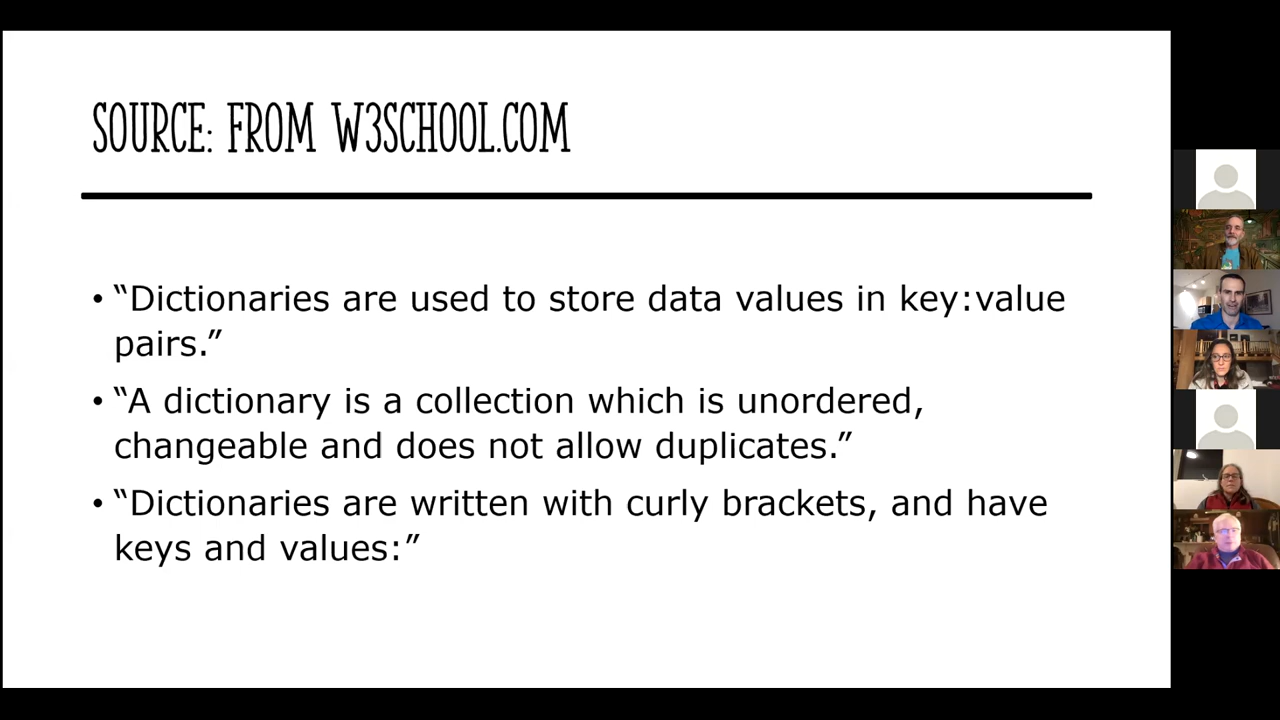 SOURCE: FROM W3SCHOOL.COM
• “Dictionaries are used to store data values in key:value
pairs.”
• “A dictionary is a collection which is unordered,
changeable and does not allow duplicates.”
• “Dictionaries are written with curly brackets, and have
keys and values:”